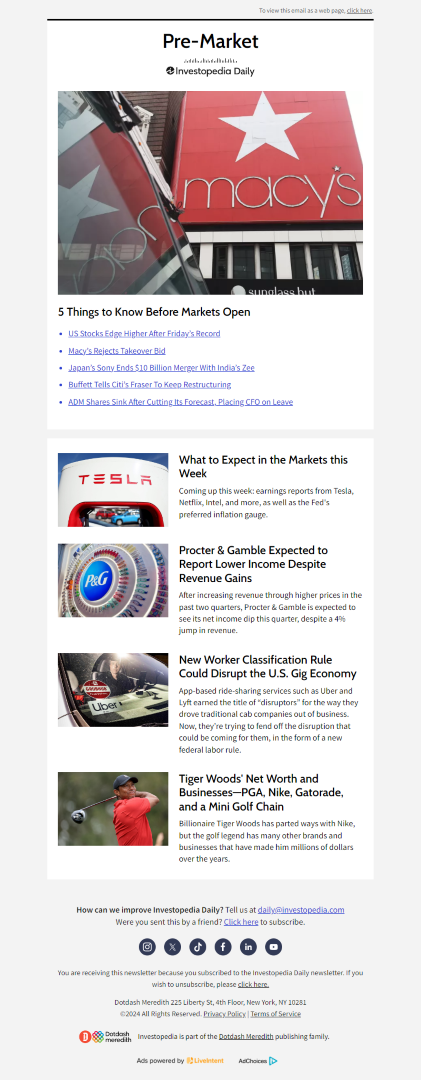 To view this email as a web page, click here.
Pre-Market
Investopedia Daily
macy's
sunglass hut
5 Things to Know Before Markets Open
US Stocks Edge Higher After Friday's Record
Macy's Rejects Takeover Bid
Japan's Sony Ends $10 Billion Merger With India's Zee
Buffett Tells Citi's Fraser To Keep Restructuring
ADM Shares Sink After Cutting Its Forecast, Placing CFO on Leave
TESLA
What to Expect in the Markets this
Week
Coming up this week: earnings reports from Tesla,
Netflix, Intel, and more, as well as the Fed's
preferred inflation gauge.
P&G
Procter & Gamble Expected to
Report Lower Income Despite
Revenue Gains
After increasing revenue through higher prices in the
past two quarters, Procter & Gamble is expected to
see its net income dip this quarter, despite a 4%
jump in revenue.
Uber
New Worker Classification Rule
Could Disrupt the U.S. Gig Economy
App-based ride-sharing services such as Uber and
Lyft earned the title of “disruptors” for the way they
drove traditional cab companies out of business.
Now, they're trying to fend off the disruption that
could be coming for them, in the form of a new
federal labor rule.
Tiger Woods' Net Worth and
Businesses—PGA, Nike, Gatorade,
and a Mini Golf Chain
Billionaire Tiger Woods has parted ways with Nike,
but the golf legend has many other brands and
businesses that have made him millions of dollars
over the years.
How can we improve Investopedia Daily? Tell us at daily@investopedia.com
Were you sent this by a friend? Click here to subscribe.
You are receiving this newsletter because you subscribed to the Investopedia Daily newsletter. If you
wish to unsubscribe, please click here.
Dotdash Meredith 225 Liberty St, 4th Floor, New York, NY 10281
©2024 All Rights Reserved. Privacy Policy | Terms of Service
Dotdash
meredith
Investopedia is part of the Dotdash Meredith publishing family.
Ads powered by LiveIntent
AdChoices